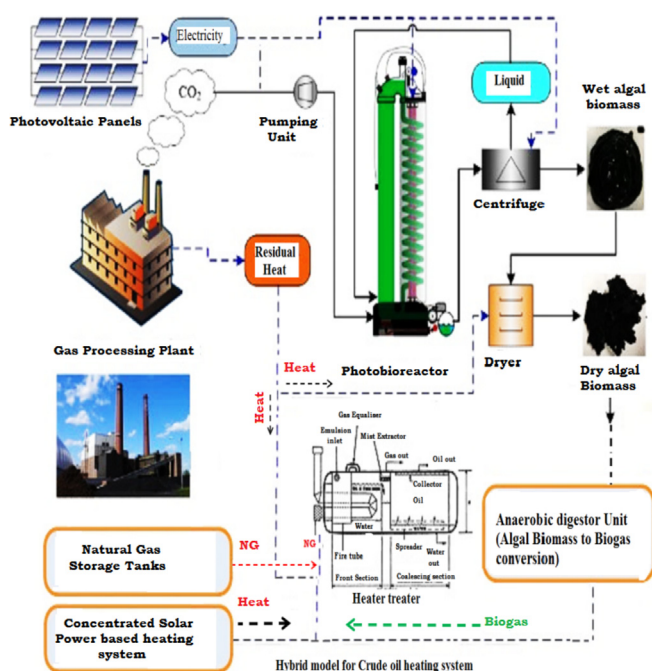 Electricity
CO2
Photovoltaic Panels
Pumping
Unit
Liquid
Wet algal
biomass
Centrifuge
Residual
Heat
Gas Processing Plant
Photobioreactor
Dryer
Dry algal
Biomass
Heat
Heat
Gas Equaliser
Emulsion
inlet
Mist Extractor
Gas out
Oil out
Collector
Oil
Water
Spreader
Water
out
Fire tube
Front Section
Coalescing section
Heater treater
NG
Natural Gas
Storage Tanks
NG
Anaerobic digestor Unit
(Algal Biomass to Biogas
conversion)
Concentrated Solar
Power based heating
system
Heat
Biogas
Hybrid model for Crude oil heating system